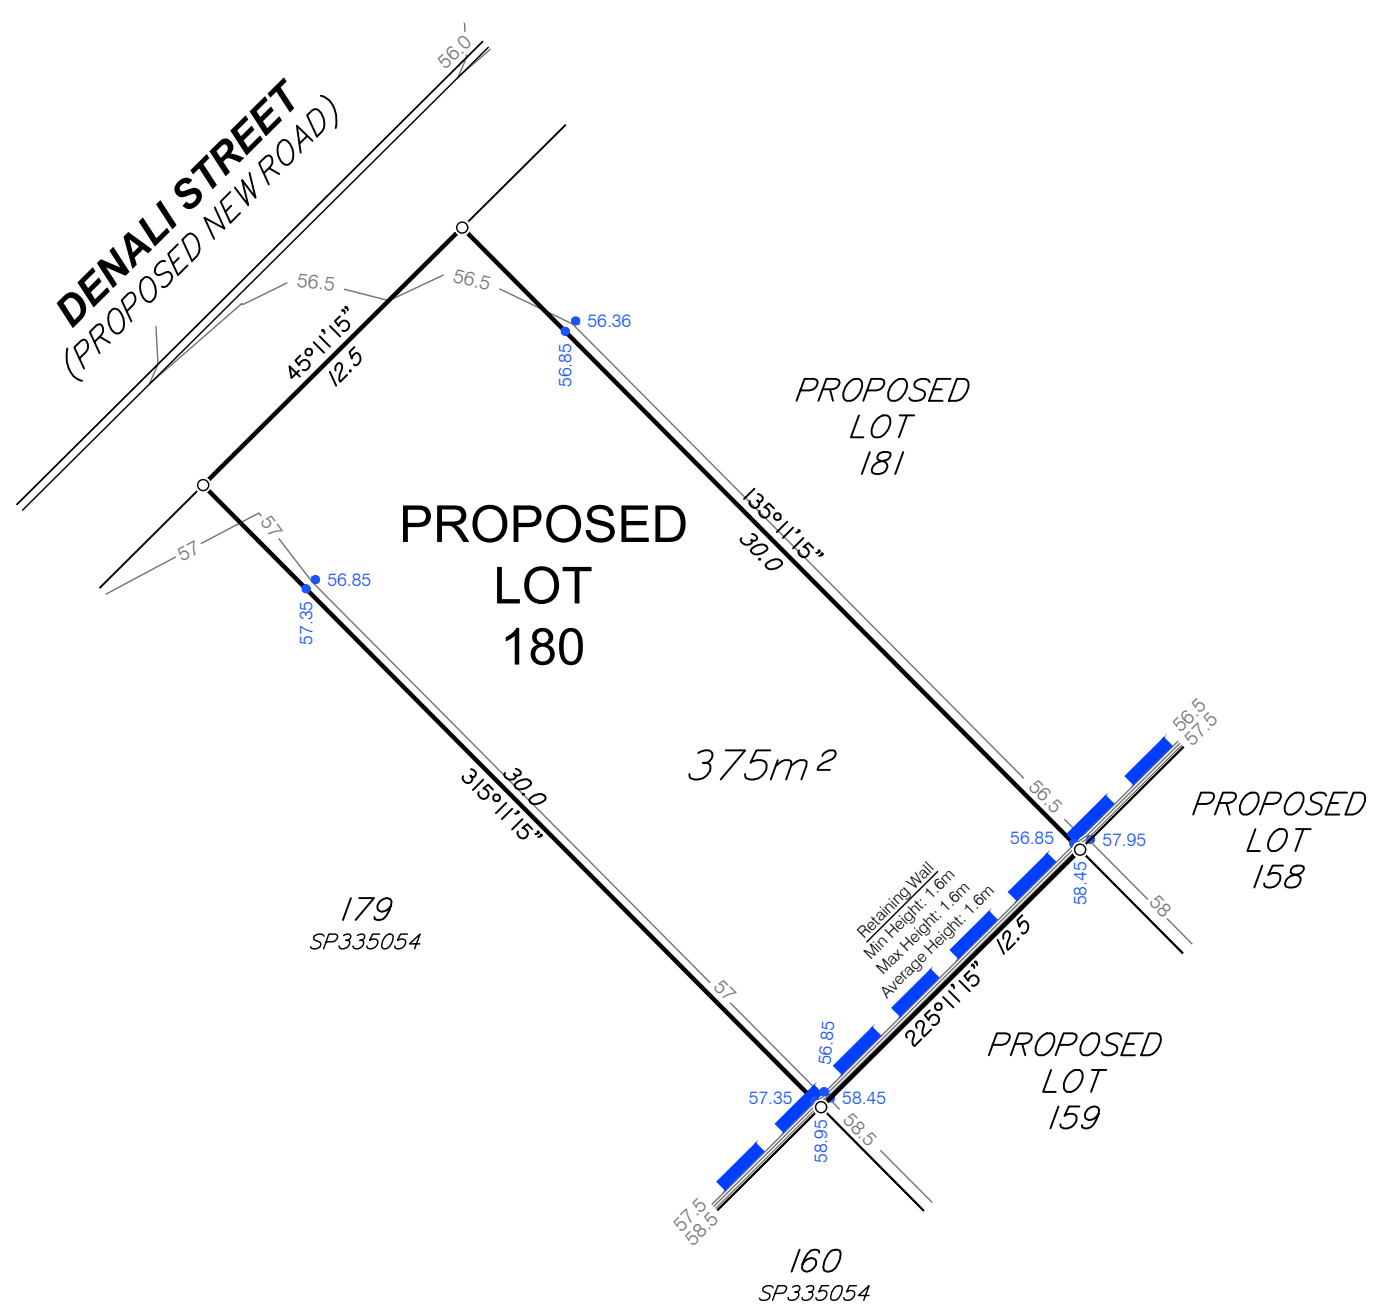 56.0
DENALI STREET
(PROPOSED NEW ROAD)
56.5
56.5
45°11'15"
12.5
56.36
56.85
PROPOSED
LOT
181
135°11'15"
30.0
57
57
56.85
57.35
PROPOSED
LOT
180
375m²
30.0
315°11'15"
56.5
57.5
56.5
PROPOSED
LOT
158
56.85
57.95
58.45
58
Retaining Wall
Min Height: 1.6m
Max Height: 1.6m
Average Height: 1.6m
12.5
225°11'15"
179
SP335054
57
56.85
57.35
58.45
58.95
58.5
PROPOSED
LOT
159
57.5
58.5
160
SP335054